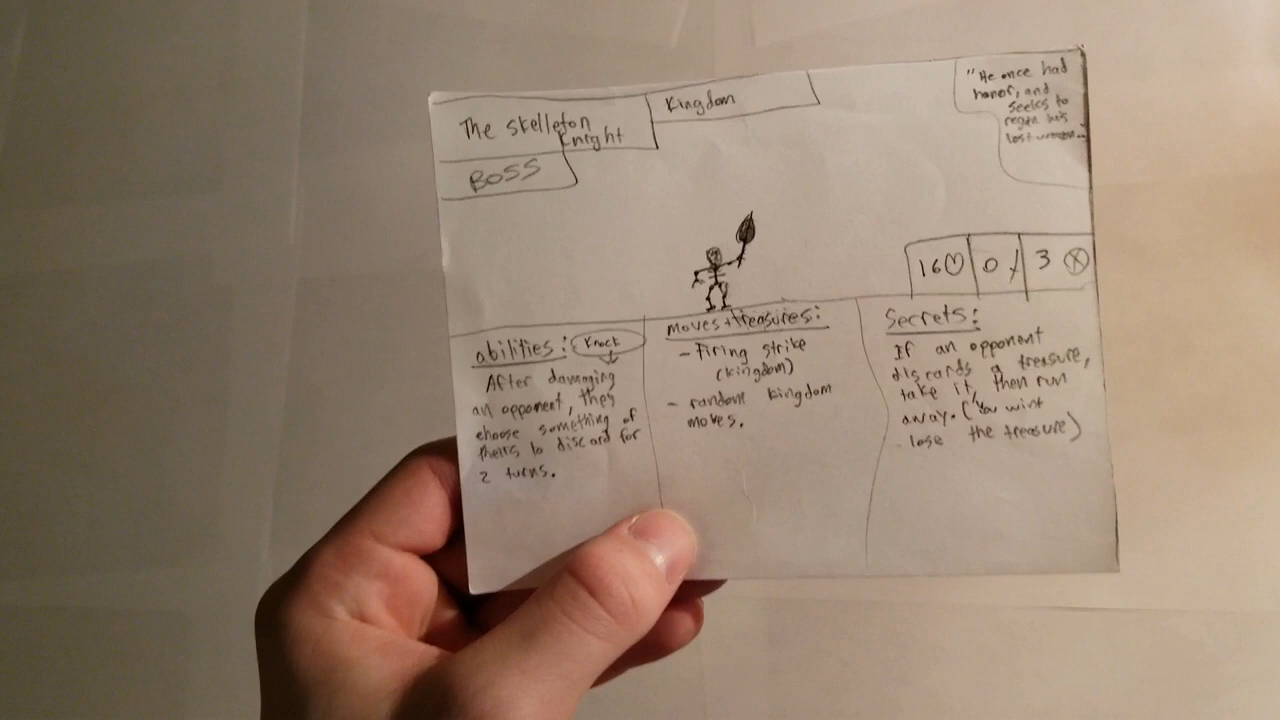 The skelleton
Knight
Kingdom
BOSS
"He once had
honor, and
seeks to
regain his
lost
16
0 /
3
abilities: Knock
After damaging
an opponent, they
choose something of
theirs to discard for
2 turns.
moves+treasures:
- Firing strike
(kingdom)
- random kingdom
moves.
Secrets:
If an opponent
discards a treasure,
take it, then run
away. (You wint
lose the treasure)